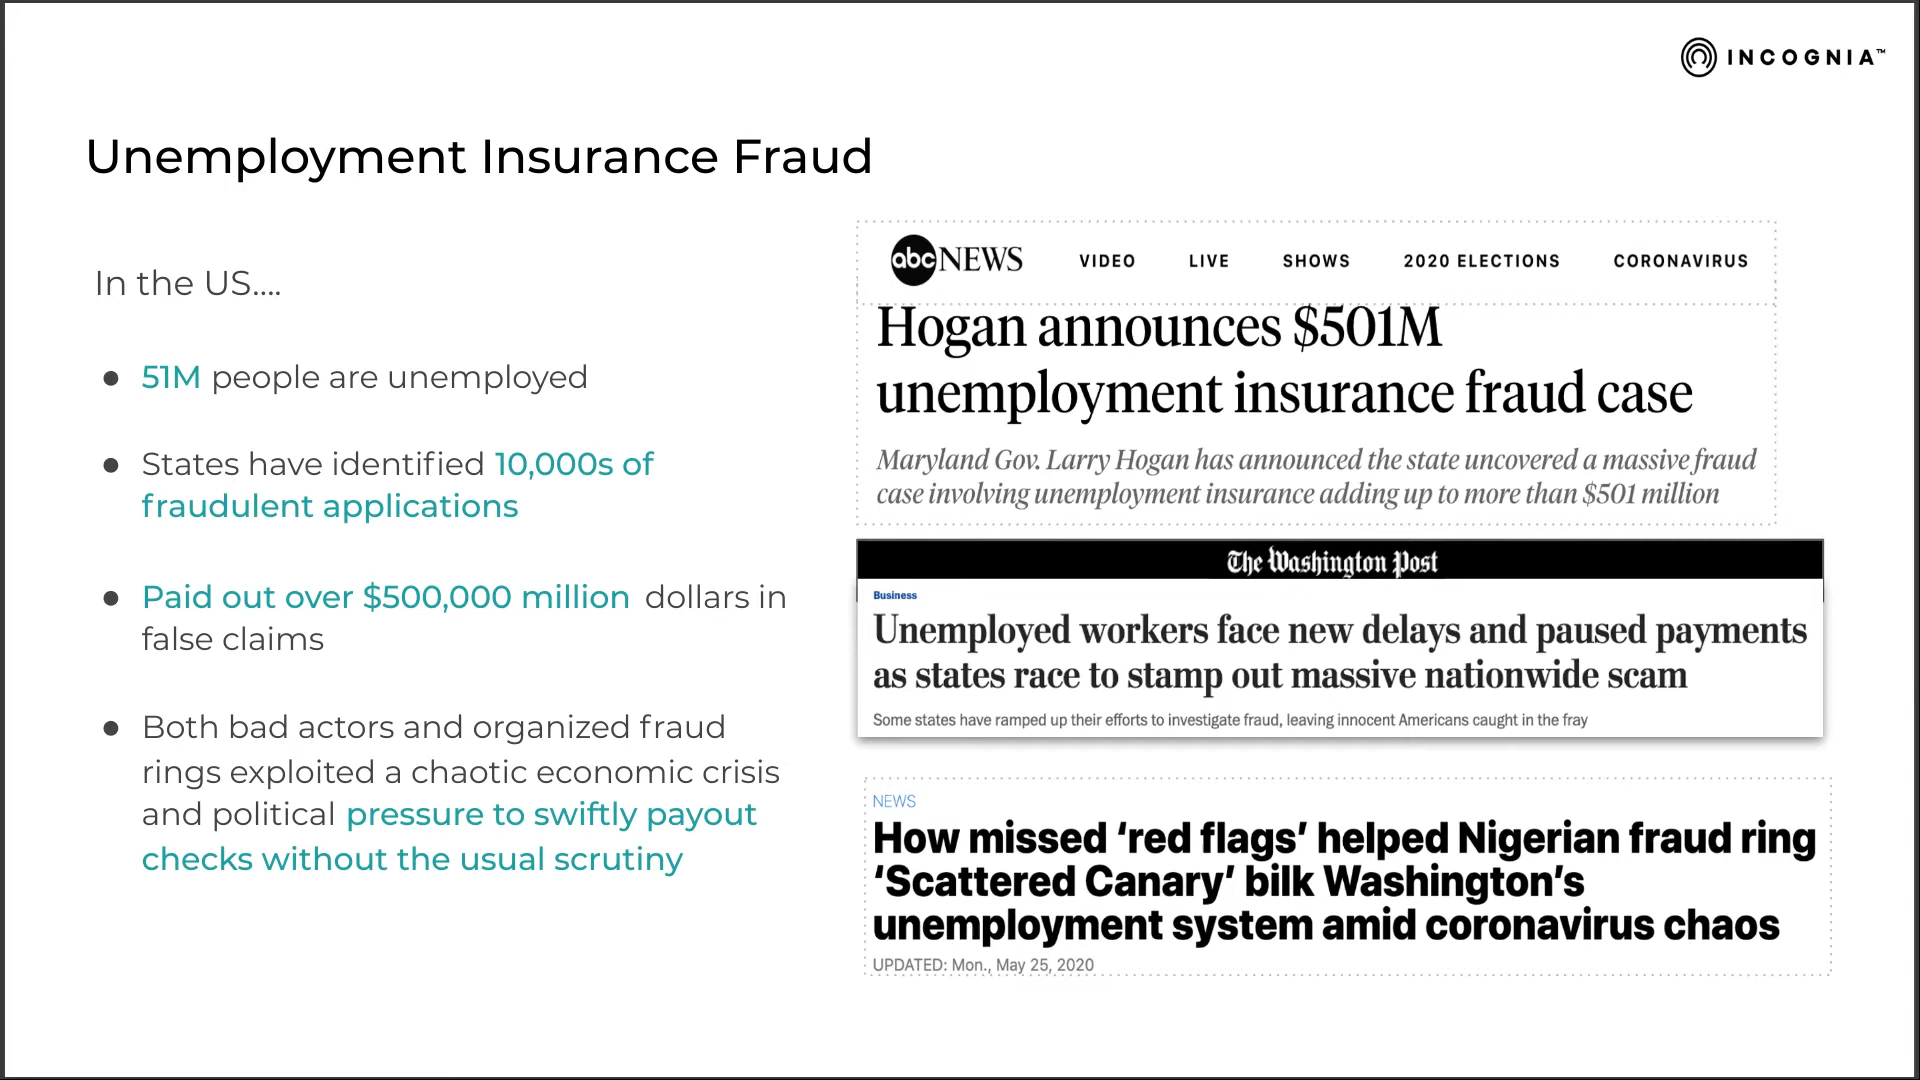 INCOGNIA™
Unemployment Insurance Fraud
In the US....
● 51M people are unemployed
● States have identified 10,000s of
fraudulent applications
● Paid out over $500,000 million dollars in
false claims
● Both bad actors and organized fraud
rings exploited a chaotic economic crisis
and political pressure to swiftly payout
checks without the usual scrutiny
abc NEWS VIDEO LIVE SHOWS 2020 ELECTIONS CORONAVIRUS
Hogan announces $501M
unemployment insurance fraud case
Maryland Gov. Larry Hogan has announced the state uncovered a massive fraud
case involving unemployment insurance adding up to more than $501 million
The Washington Post
Business
Unemployed workers face new delays and paused payments
as states race to stamp out massive nationwide scam
Some states have ramped up their efforts to investigate fraud, leaving innocent Americans caught in the fray
NEWS
How missed ‘red flags’ helped Nigerian fraud ring
‘Scattered Canary’ bilk Washington’s
unemployment system amid coronavirus chaos
UPDATED: Mon., May 25, 2020